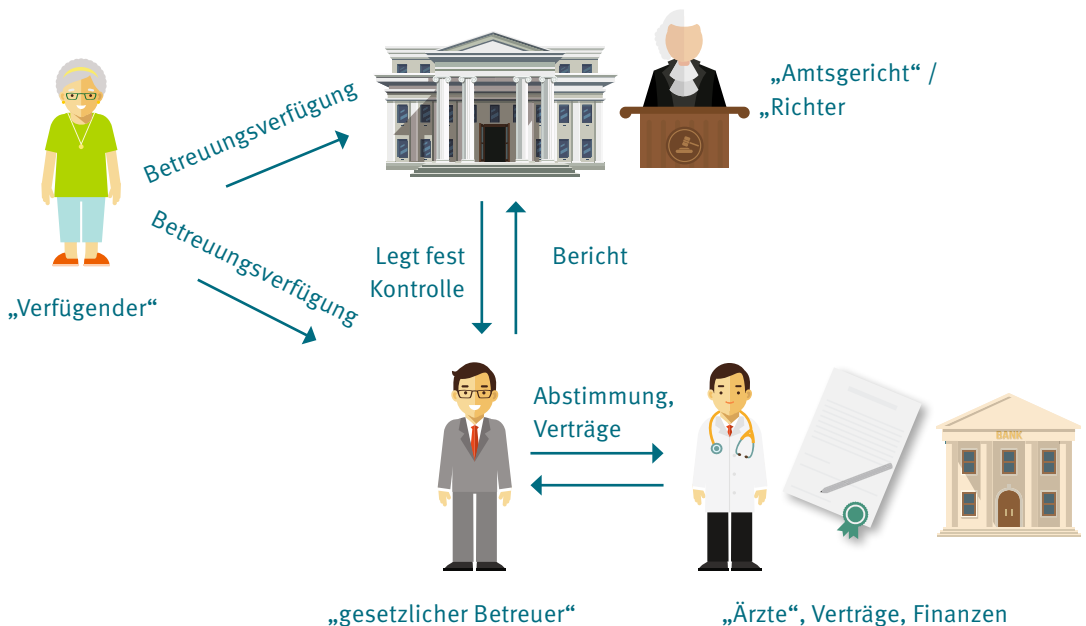 „Amtsgericht“ /
„Richter
Betreuungsverfügung
Betreuungsverfügung
„Verfügender“
Legt fest
Kontrolle
Bericht
Abstimmung,
Verträge
BANK
„gesetzlicher Betreuer“
„Ärzte“, Verträge, Finanzen